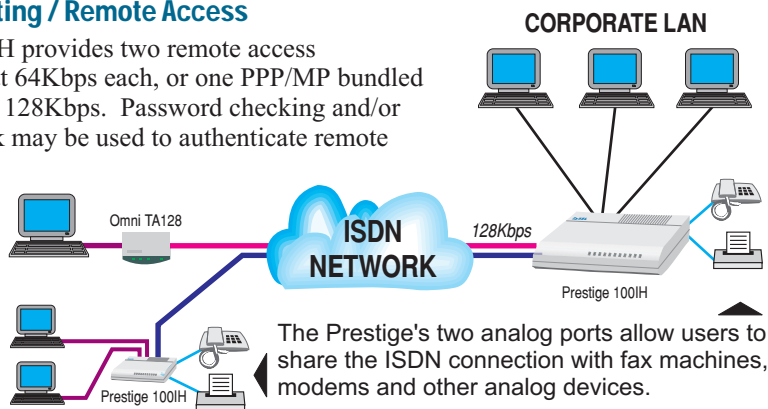 ting / Remote Access
H provides two remote access
t 64Kbps each, or one PPP/MP bundled
128Kbps. Password checking and/or
k may be used to authenticate remote
CORPORATE LAN
Omni TA128
ISDN
NETWORK
128Kbps
Prestige 100IH
Prestige 100IH
The Prestige's two analog ports allow users to
share the ISDN connection with fax machines,
modems and other analog devices.